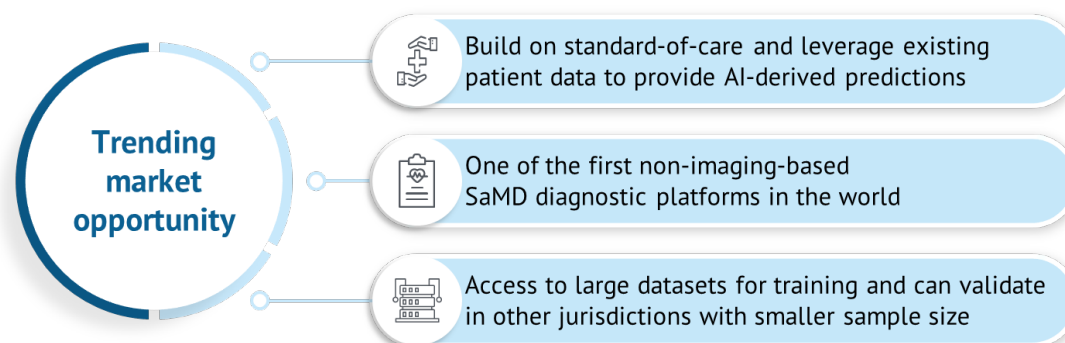 Trending
market
opportunity
Build on standard-of-care and leverage existing
patient data to provide AI-derived predictions
One of the first non-imaging-based
SaMD diagnostic platforms in the world
Access to large datasets for training and can validate
in other jurisdictions with smaller sample size